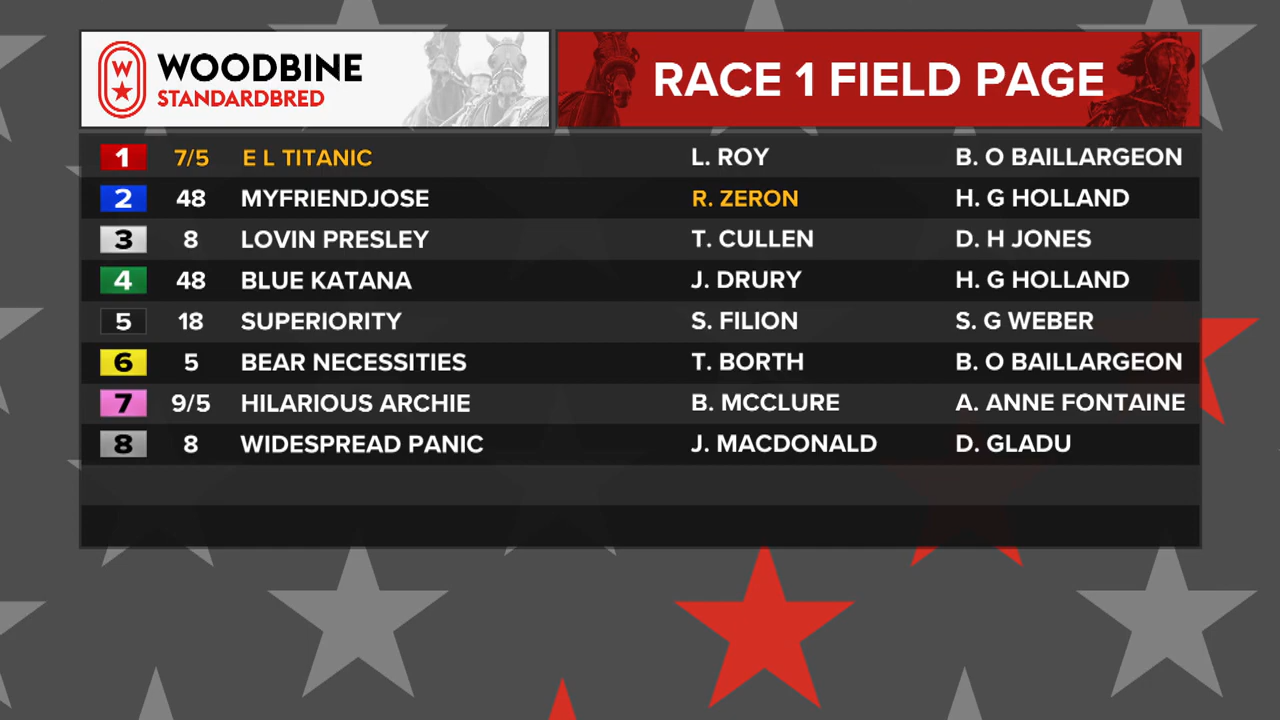 W
WOODBINE
STANDARDBRED
RACE 1 FIELD PAGE
1 7/5 E L TITANIC L. ROY B. O BAILLARGEON
2 48 MYFRIENDJOSE R. ZERON H. G HOLLAND
3 8 LOVIN PRESLEY T. CULLEN D. H JONES
4 48 BLUE KATANA J. DRURY H. G HOLLAND
5 18 SUPERIORITY S. FILION S. G WEBER
6 5 BEAR NECESSITIES T. BORTH B. O BAILLARGEON
7 9/5 HILARIOUS ARCHIE B. MCCLURE A. ANNE FONTAINE
8 8 WIDESPREAD PANIC J. MACDONALD D. GLADU